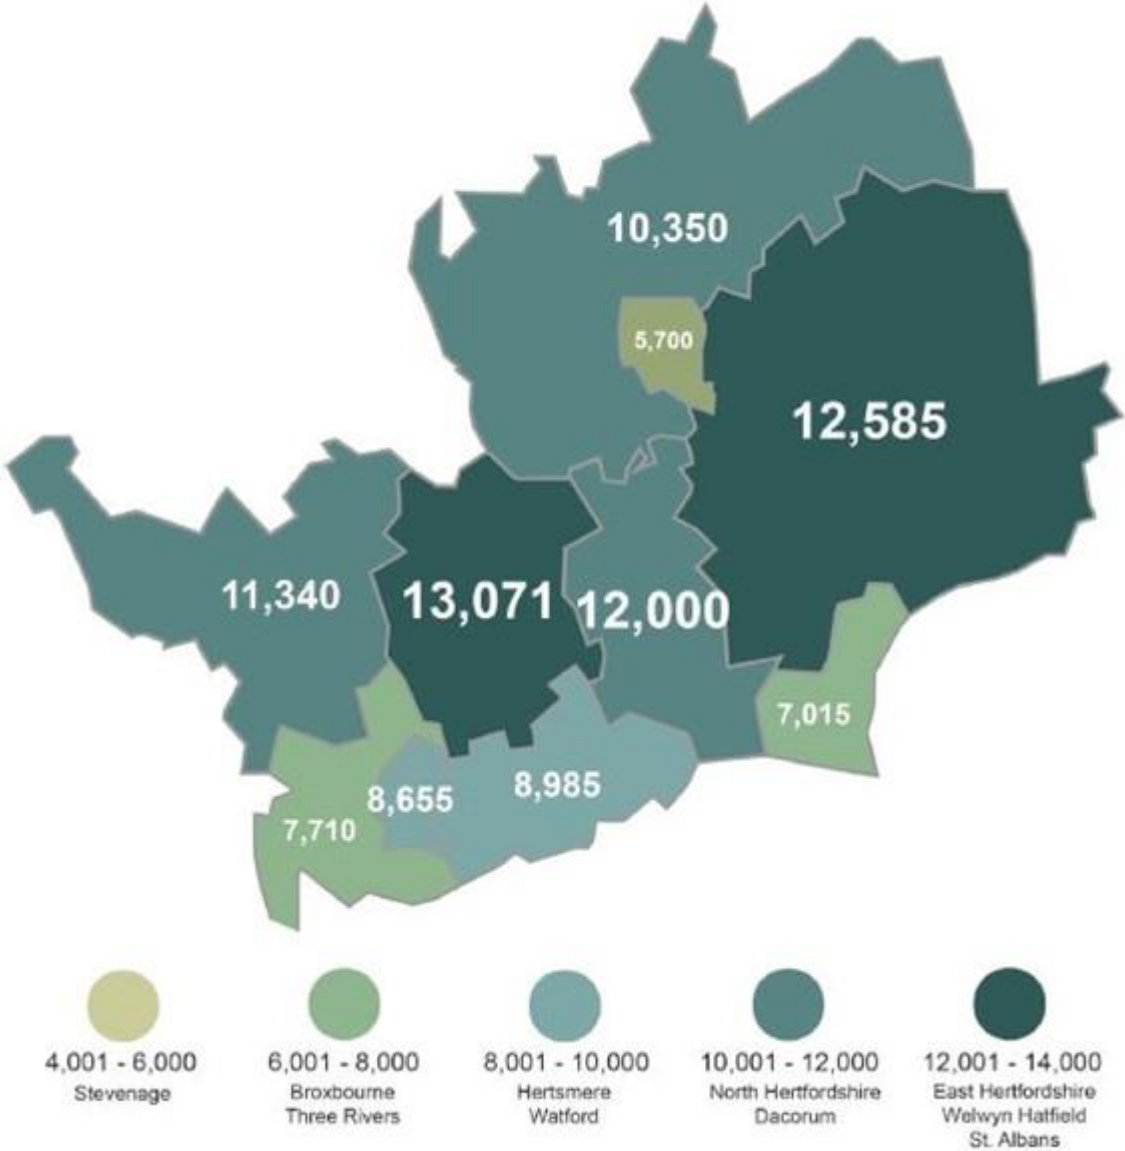 10,350
5,700
12,585
11,340
13,071
12,000
7,015
8,655
8,985
7,710
4,001 - 6,000
Stevenage
6,001 - 8,000
Broxbourne
Three Rivers
8,001 - 10,000
Hertsmere
Watford
10,001 - 12,000
North Hertfordshire
Dacorum
12,001 - 14,000
East Hertfordshire
Welwyn Hatfield
St. Albans